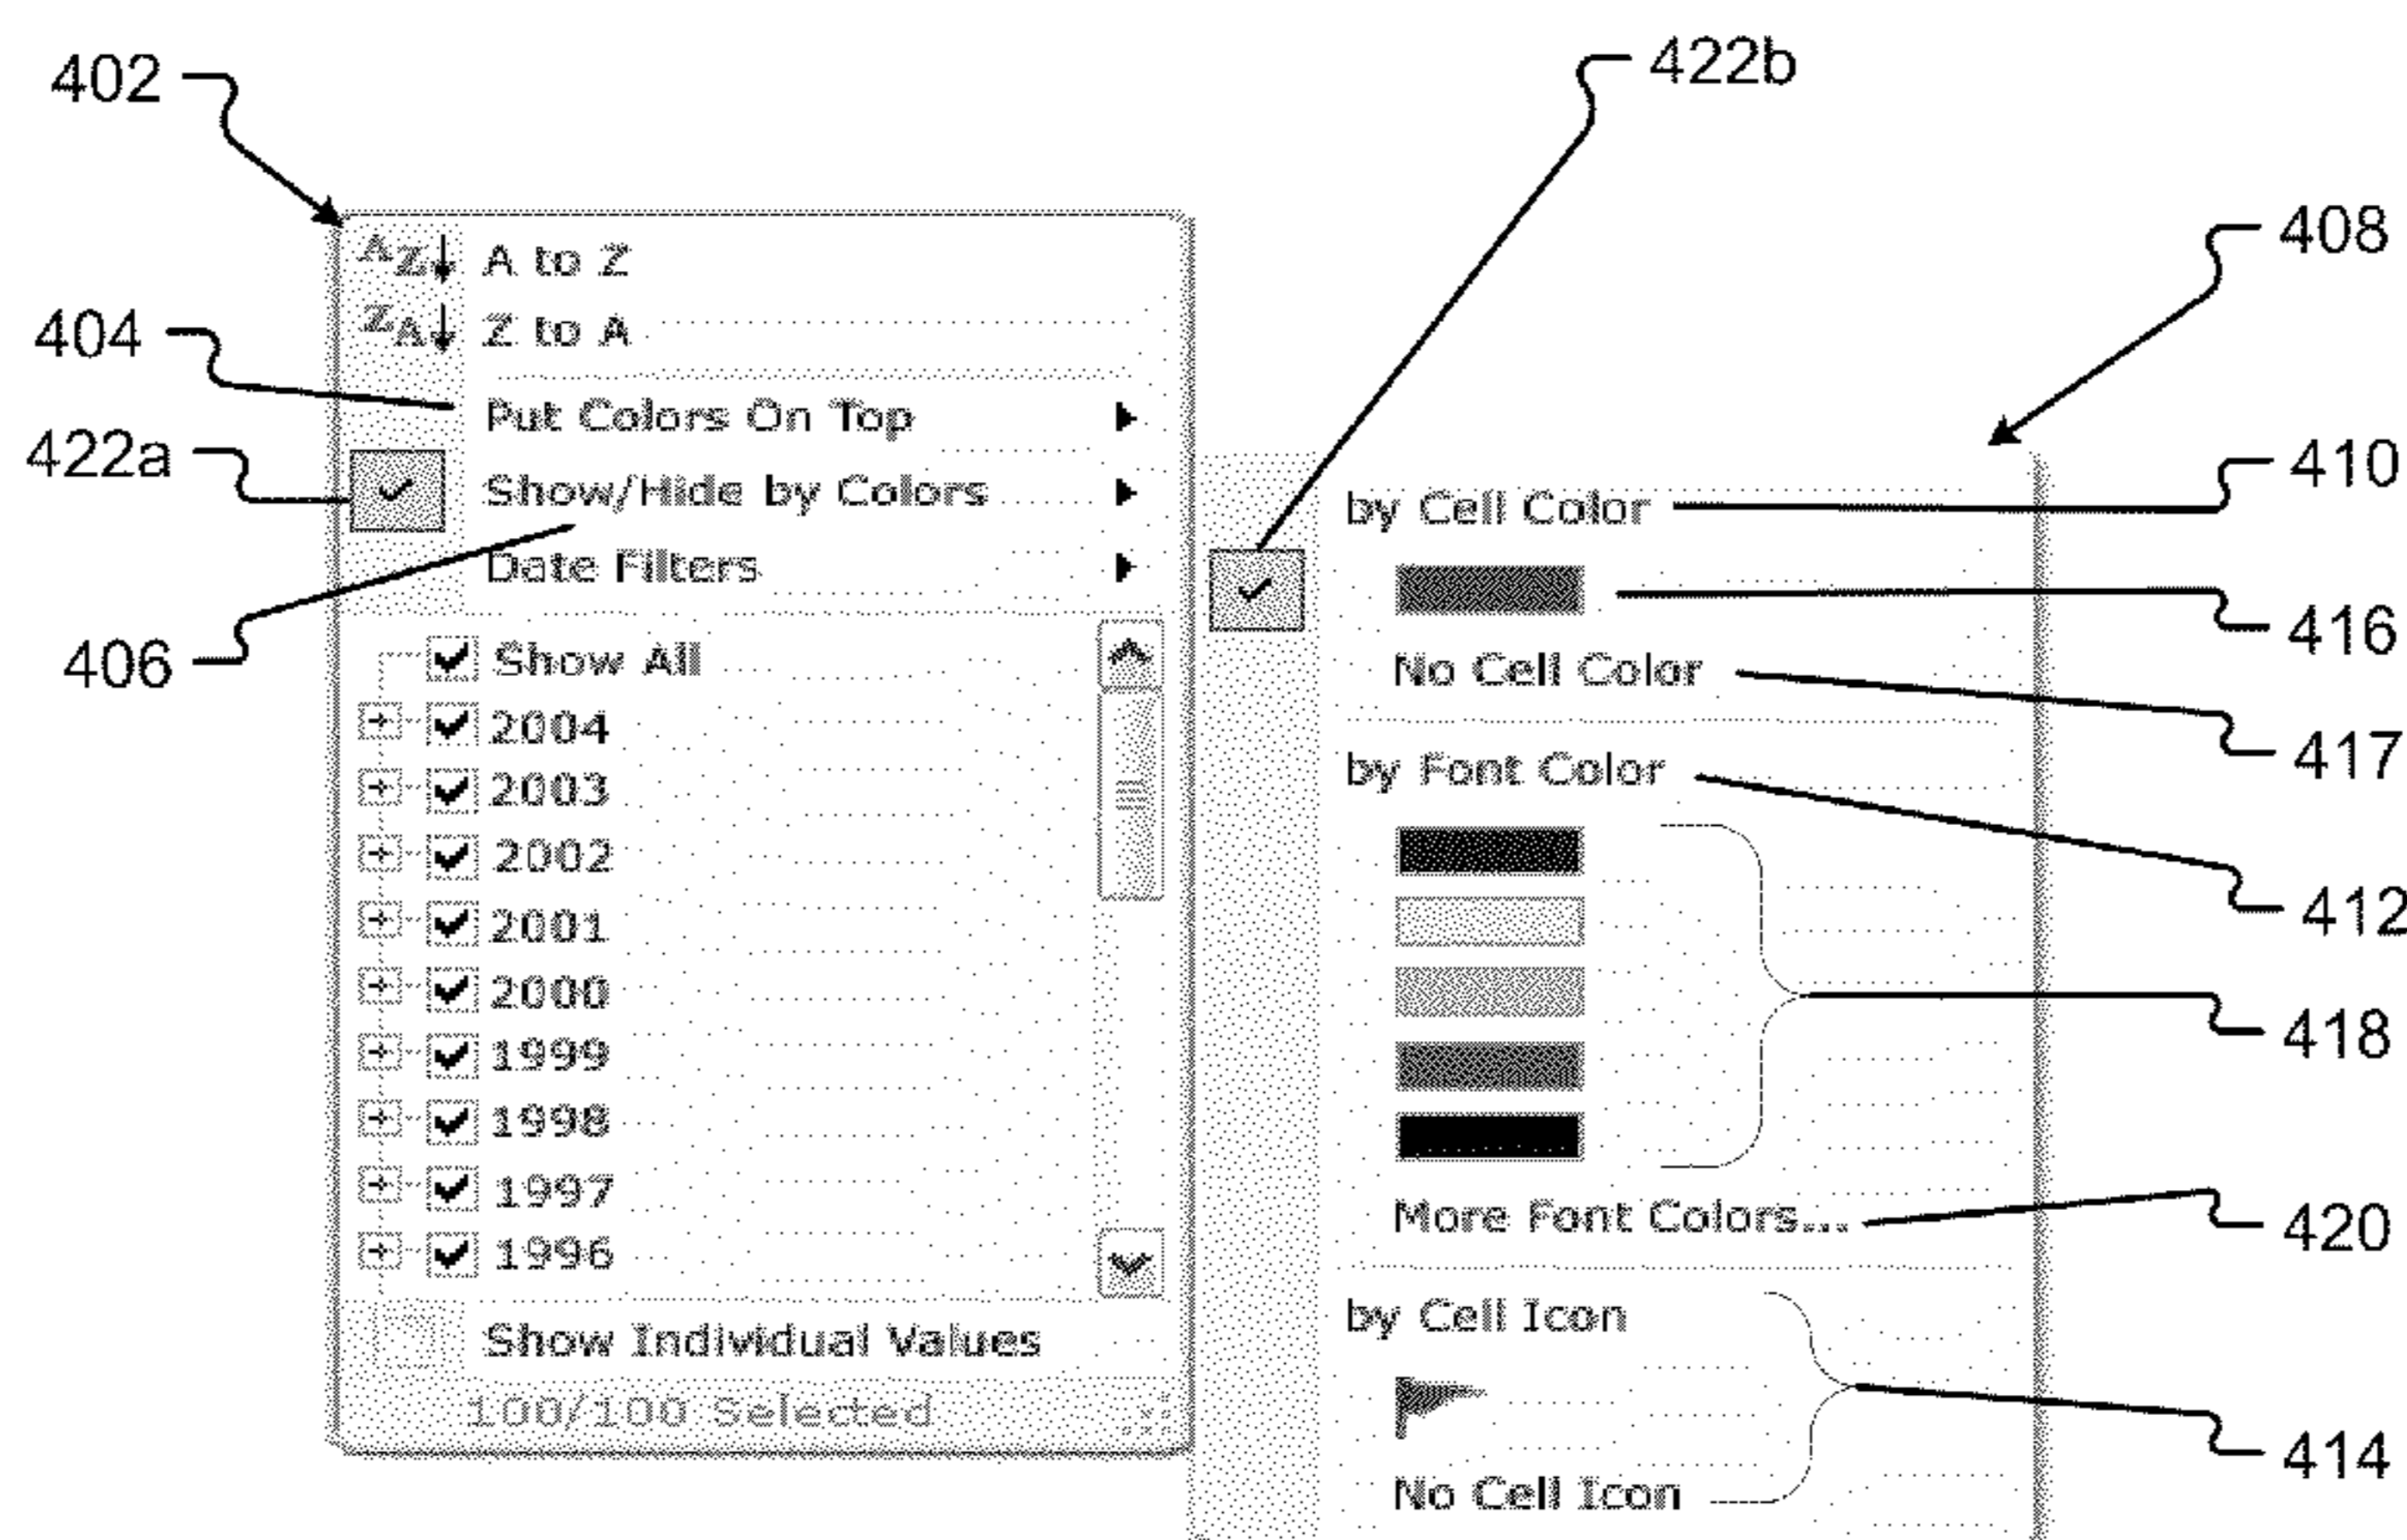 402
422b
408
A to Z
Z to A
404
Put Colors On Top
422a
Show/Hide by Colors
410
by Cell Color
Date Filters
416
406
Show All
No Cell Color
417
2004
by Font Color
2003
2002
412
2001
2000
418
1999
1998
1997
More Font Colors...
420
1996
by Cell Icon
Show Individual Values
100/100 Selected
414
No Cell Icon